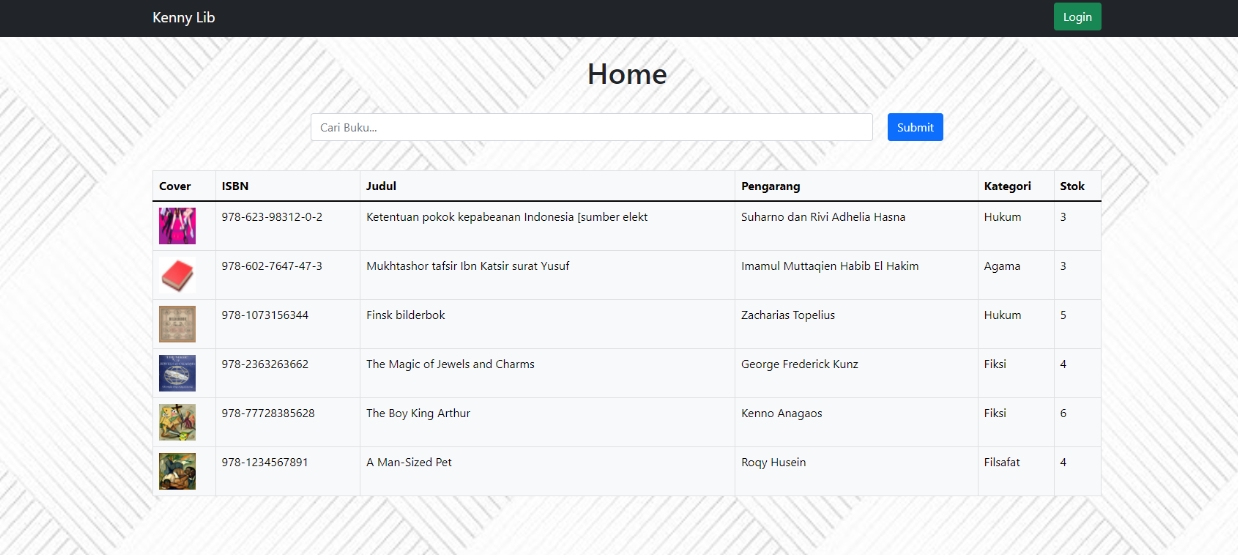 Kenny Lib Login
Home
Cari Buku... Submit
Cover ISBN Judul Pengarang Kategori Stok
978-623-98312-0-2 Ketentuan pokok kepabeanan Indonesia [sumber elekt Suharno dan Rivi Adhelia Hasna Hukum 3
978-602-7647-47-3 Mukhtashor tafsir Ibn Katsir surat Yusuf Imamul Muttaqien Habib El Hakim Agama 3
978-1073156344 Finsk bilderbok Zacharias Topelius Hukum 5
978-2363263662 The Magic of Jewels and Charms George Frederick Kunz Fiksi 4
978-77728385628 The Boy King Arthur Kenno Anagaos Fiksi 6
978-1234567891 A Man-Sized Pet Roqy Husein Filsafat 4